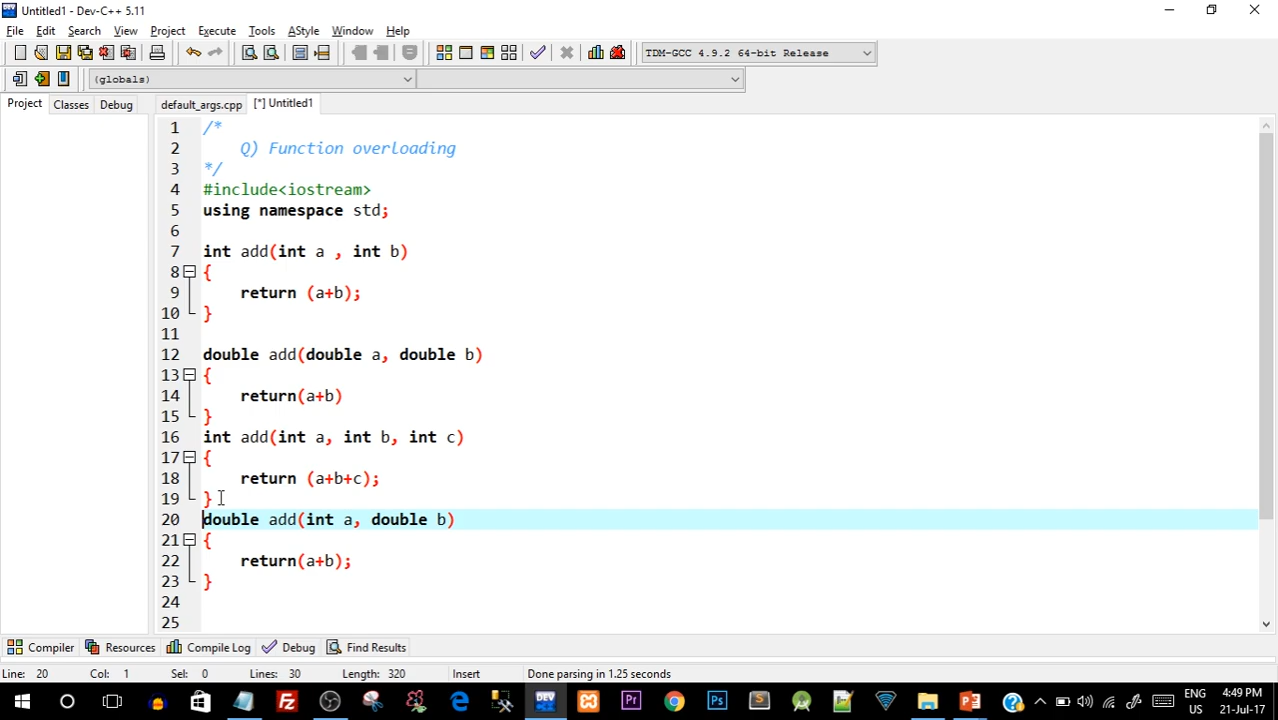 Untitled1 - Dev-C++ 5.11
File Edit Search View Project Execute Tools AStyle Window Help
TDM-GCC 4.9.2 64-bit Release
(globals)
Project Classes Debug default_args.cpp [*] Untitled1
1 /*
2 Q) Function overloading
3 */
4 #include<iostream>
5 using namespace std;
6
7 int add(int a , int b)
8 {
9 return (a+b);
10 }
11
12 double add(double a, double b)
13 {
14 return(a+b)
15 }
16 int add(int a, int b, int c)
17 {
18 return (a+b+c);
19 }
20 double add(int a, double b)
21 {
22 return(a+b);
23 }
24
25
Compiler Resources Compile Log Debug Find Results
Line: 20 Col: 1 Sel: 0 Lines: 30 Length: 320 Insert Done parsing in 1.25 seconds
ENG 4:49 PM
US 21-Jul-17